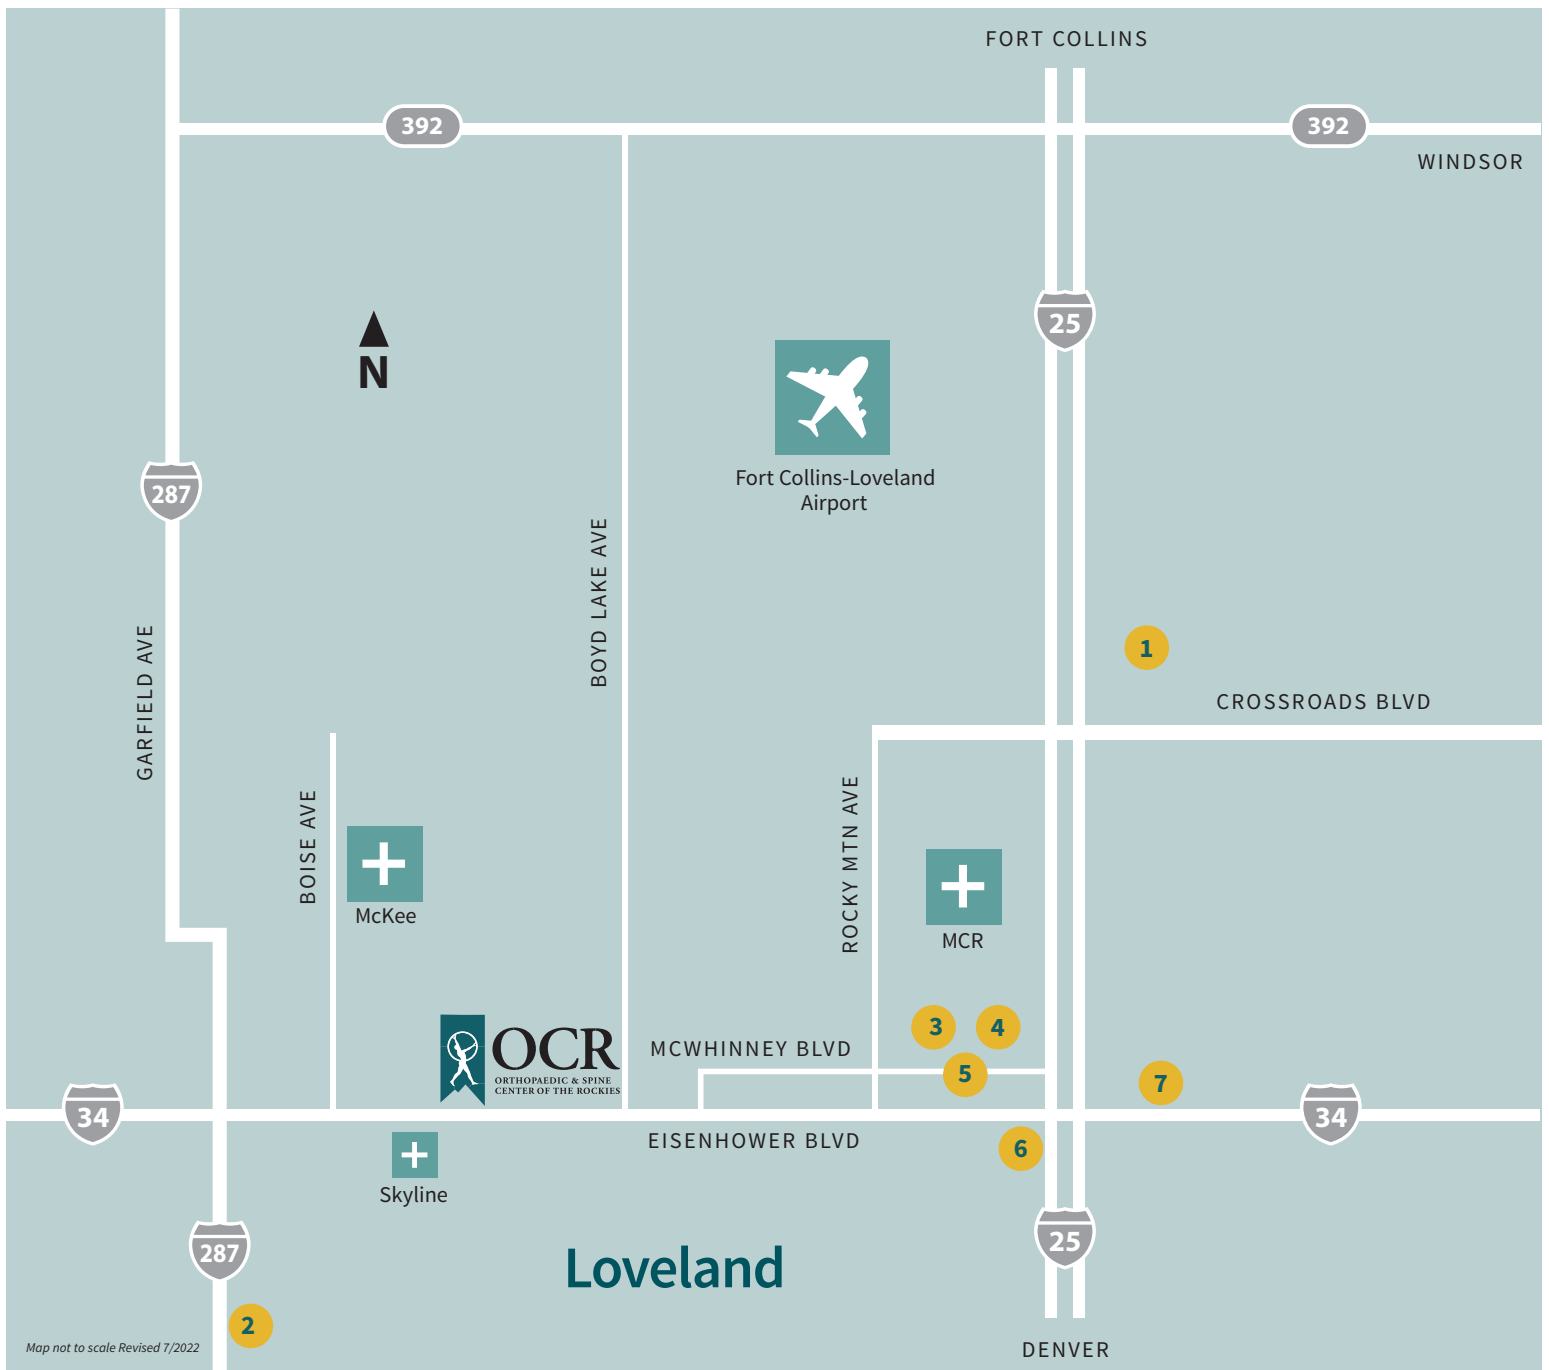 FORT COLLINS
392
392
WINDSOR
25
N
Fort Collins-Loveland
Airport
287
BOYD LAKE AVE
GARFIELD AVE
1
CROSSROADS BLVD
BOISE AVE
ROCKY MTN AVE
McKee
MCR
OCR
ORTHOPAEDIC & SPINE
CENTER OF THE ROCKIES
MCWHINNEY BLVD
3
4
5
7
34
34
EISENHOWER BLVD
6
Skyline
287
25
Loveland
2
Map not to scale Revised 7/2022
DENVER